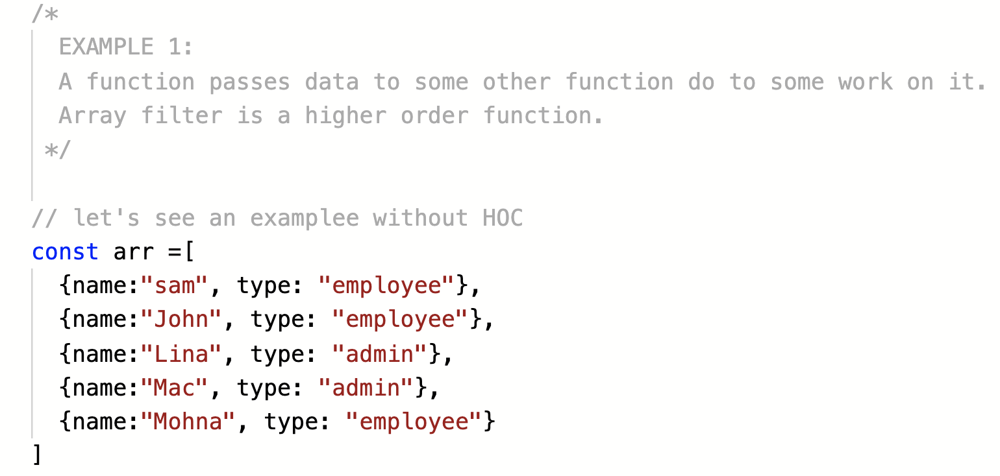 /*
EXAMPLE 1:
A function passes data to some other function do to some work on it.
Array filter is a higher order function.
*/
// let's see an examplee without HOC
const arr =[
{name:"sam", type: "employee"},
{name:"John", type: "employee"},
{name:"Lina", type: "admin"},
{name:"Mac", type: "admin"},
{name:"Mohna", type: "employee"}
]